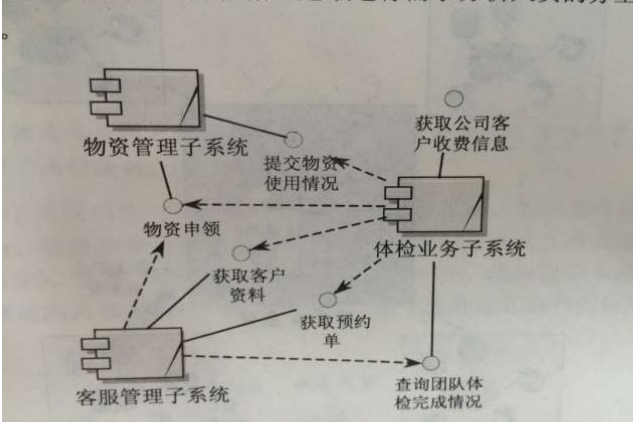 。
获取公司客
户收费信息
物资管理子系统
提交物资
使用情况
物资申领
体检业务子系统
获取客户
资料
获取预约
单
查询团队体
检完成情况
客服管理子系统